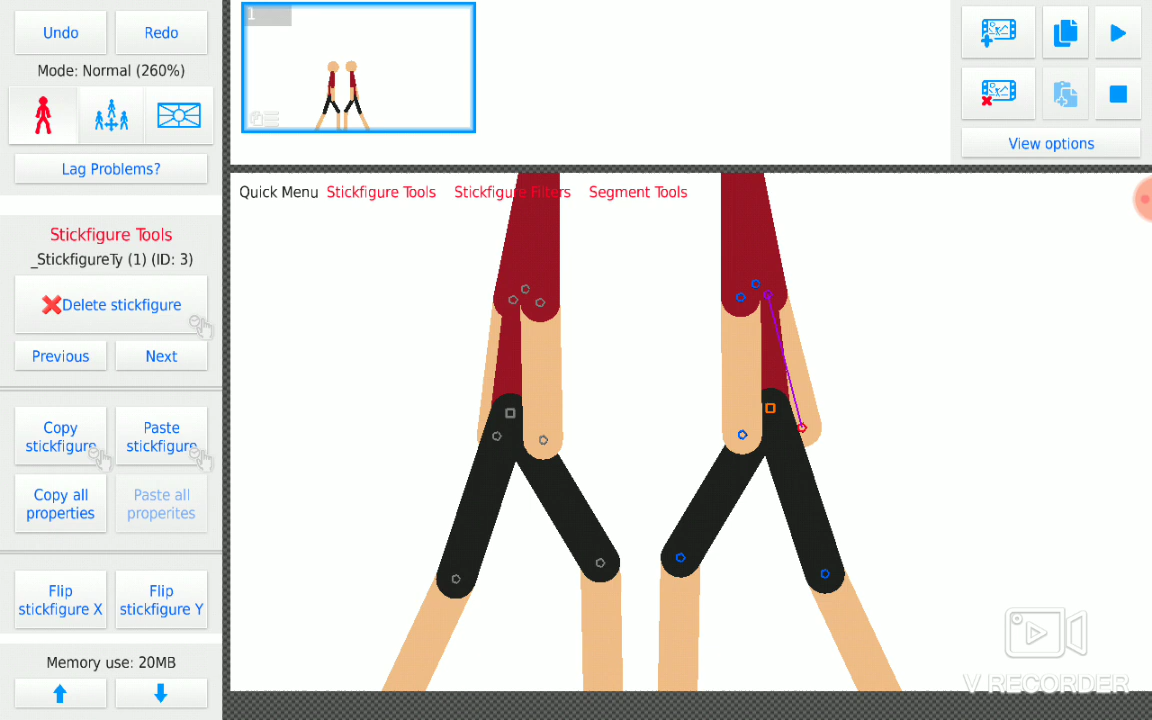 Undo
Redo
Mode: Normal (260%)
Lag Problems?
Stickfigure Tools
_StickfigureTy (1) (ID: 3)
Delete stickfigure
Previous
Next
Copy
stickfigure
Paste
stickfigure
Copy all
properties
Paste all
properites
Flip
stickfigure X
Flip
stickfigure Y
Memory use: 20MB
1
View options
Quick Menu Stickfigure Tools Stickfigure Filters Segment Tools
V RECORDER